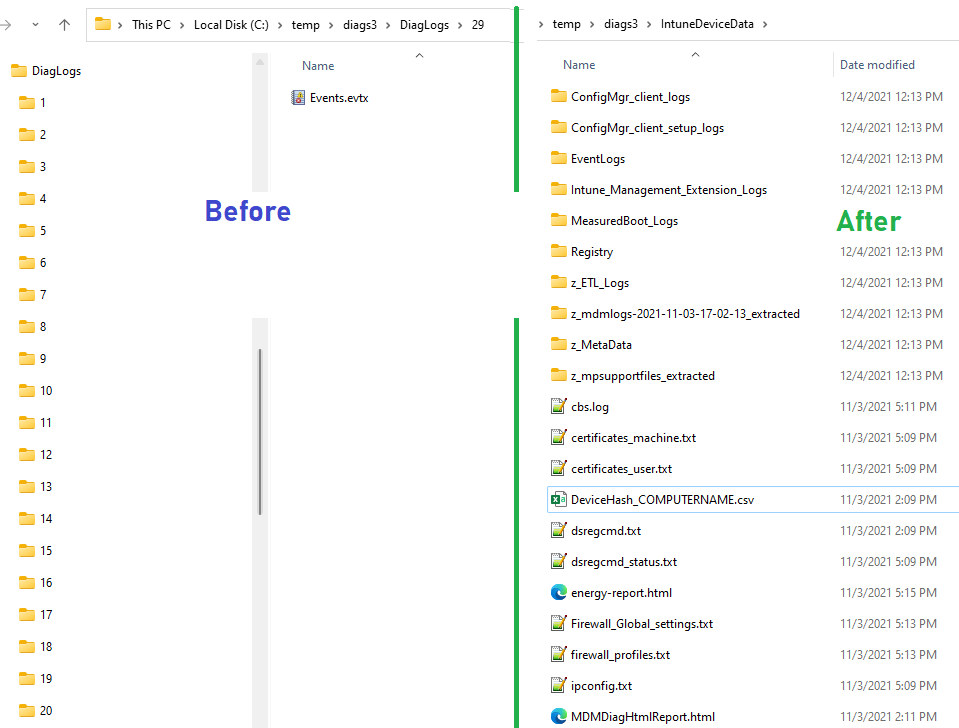 This PC > Local Disk (C:) > temp > diags3 > DiagLogs > 29
DiagLogs
1
2
3
4
5
6
7
8
9
10
11
12
13
14
15
16
17
18
19
20
Name
Events.evtx
Before
> temp > diags3 > IntuneDeviceData >
Name Date modified
ConfigMgr_client_logs 12/4/2021 12:13 PM
ConfigMgr_client_setup_logs 12/4/2021 12:13 PM
EventLogs 12/4/2021 12:13 PM
Intune_Management_Extension_Logs 12/4/2021 12:13 PM
MeasuredBoot_Logs
After
Registry 12/4/2021 12:13 PM
z_ETL_Logs 12/4/2021 12:13 PM
z_mdmlogs-2021-11-03-17-02-13_extracted 12/4/2021 12:13 PM
z_MetaData 12/4/2021 12:13 PM
z_mpsupportfiles_extracted 12/4/2021 12:13 PM
cbs.log 11/3/2021 5:11 PM
certificates_machine.txt 11/3/2021 5:09 PM
certificates_user.txt 11/3/2021 5:09 PM
DeviceHash_COMPUTERNAME.csv 11/3/2021 2:09 PM
dsregcmd.txt 11/3/2021 2:09 PM
dsregcmd_status.txt 11/3/2021 5:09 PM
energy-report.html 11/3/2021 5:15 PM
Firewall_Global_settings.txt 11/3/2021 5:13 PM
firewall_profiles.txt 11/3/2021 5:13 PM
ipconfig.txt 11/3/2021 5:09 PM
MDMDiagHtmlReport.html 11/3/2021 2:11 PM